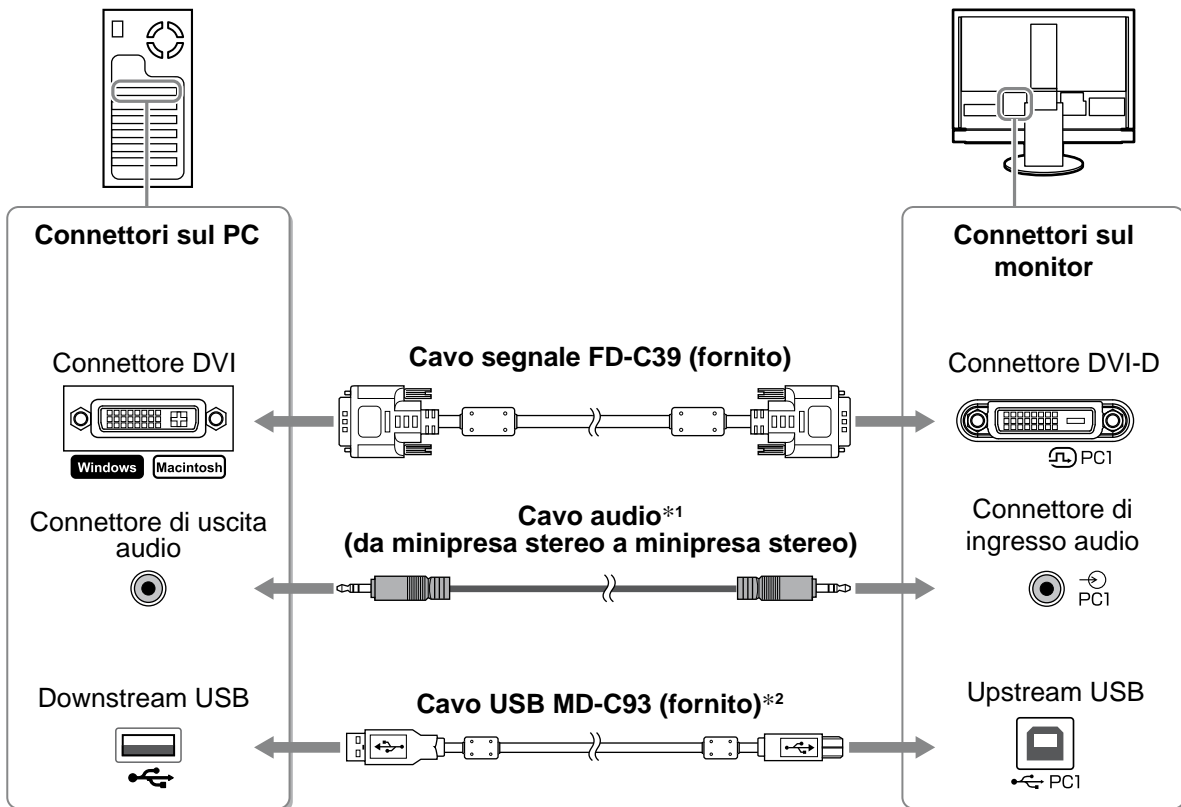 Connettori sul PC
Connettori sul
monitor
Connettore DVI
Windows
Macintosh
Cavo segnale FD-C39 (fornito)
Connettore DVI-D
PC1
Connettore di uscita
audio
Cavo audio*1
(da minipresa stereo a minipresa stereo)
Connettore di
ingresso audio
PC1
Downstream USB
Cavo USB MD-C93 (fornito)*2
Upstream USB
PC1